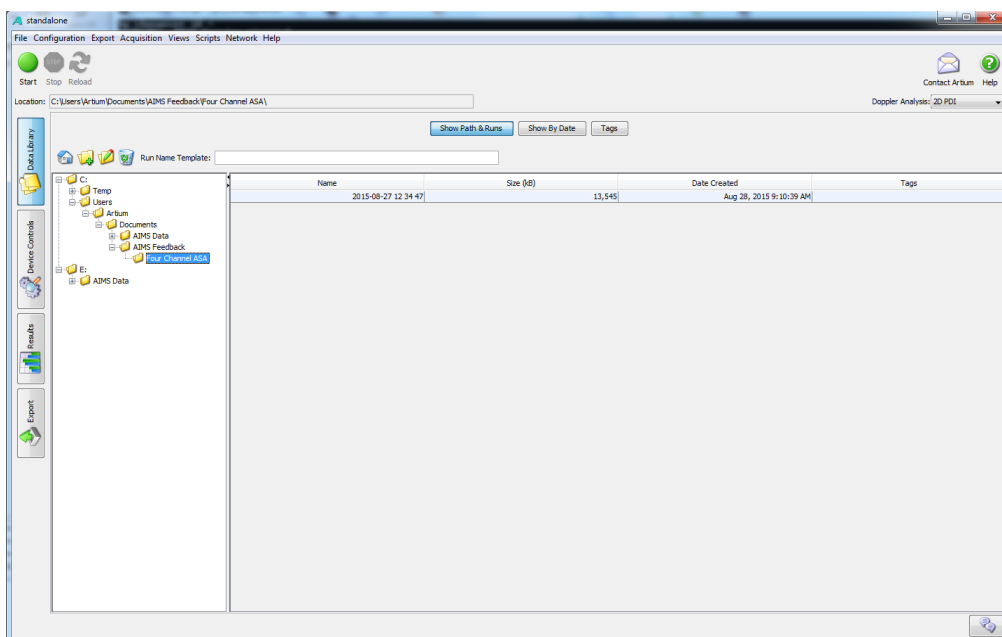 standalone
File Configuration Export Acquisition Views Scripts Network Help
STOP
Start Stop Reload
Contact Artium Help
Location: C:\Users\Artium\Documents\AIMS Feedback\Four Channel ASA\
Doppler Analysis: 2D PDI
Show Path & Runs Show By Date Tags
Run Name Template:
Data Library
Device Controls
Results
Export
C:
Temp
Users
Artium
Documents
AIMS Data
AIMS Feedback
Four Channel ASA
E:
AIMS Data
Name Size (kB) Date Created Tags
2015-08-27 12 34 47 13,545 Aug 28, 2015 9:10:39 AM